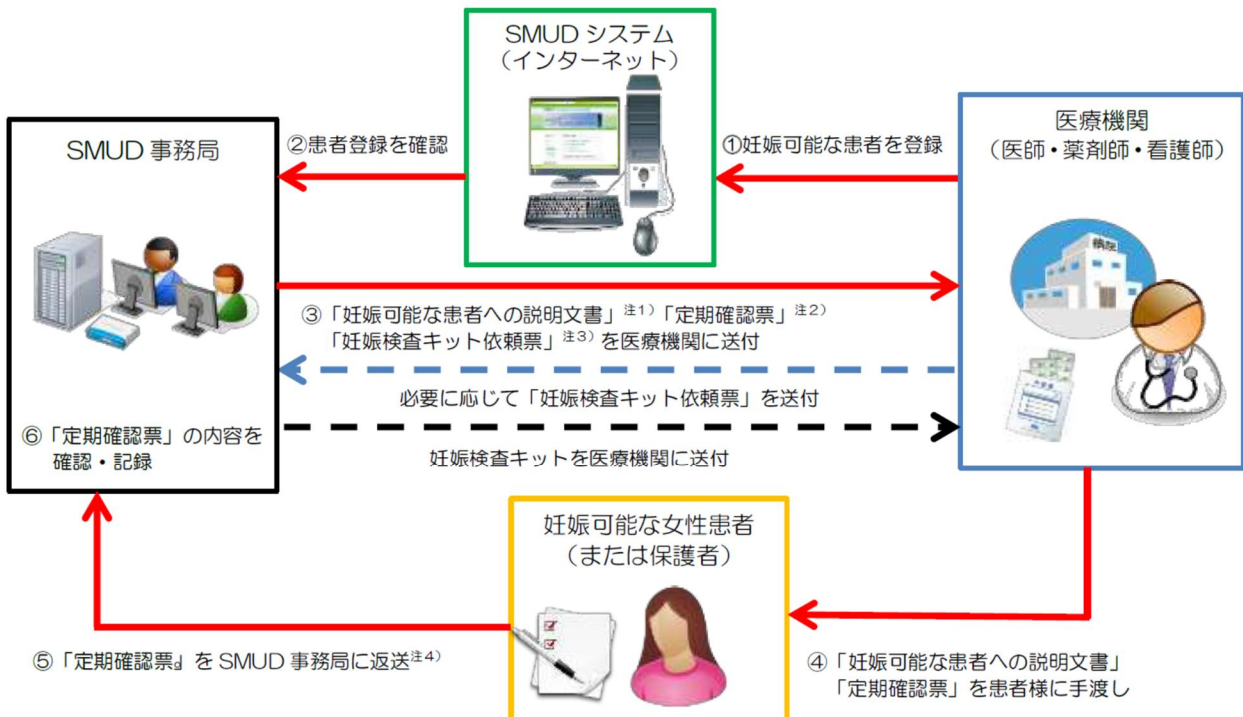 SMUD システム
（インターネット）
医療機関
（医師・薬剤師・看護師）
SMUD 事務局
②患者登録を確認
①妊娠可能な患者を登録
病院
③「妊娠可能な患者への説明文書」注1)「定期確認票」注2)
「妊娠検査キット依頼票」注3) を医療機関に送付
必要に応じて「妊娠検査キット依頼票」を送付
⑥「定期確認票」の内容を
確認・記録
妊娠検査キットを医療機関に送付
妊娠可能な女性患者
（または保護者）
⑤「定期確認票」を SMUD 事務局に返送注4)
④「妊娠可能な患者への説明文書」
「定期確認票」を患者様に手渡し